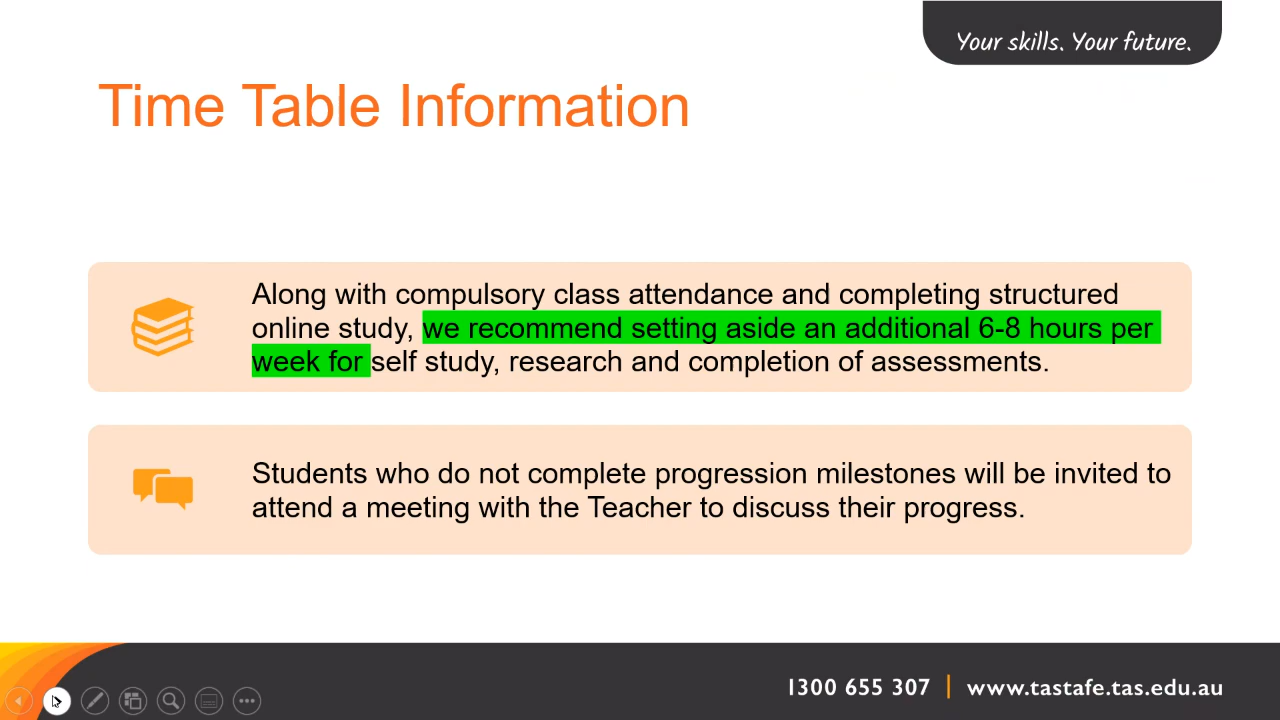 Your skills. Your future.
Time Table Information
Along with compulsory class attendance and completing structured
online study, we recommend setting aside an additional 6-8 hours per
week for self study, research and completion of assessments.
Students who do not complete progression milestones will be invited to
attend a meeting with the Teacher to discuss their progress.
1300 655 307 | www.tastafe.tas.edu.au